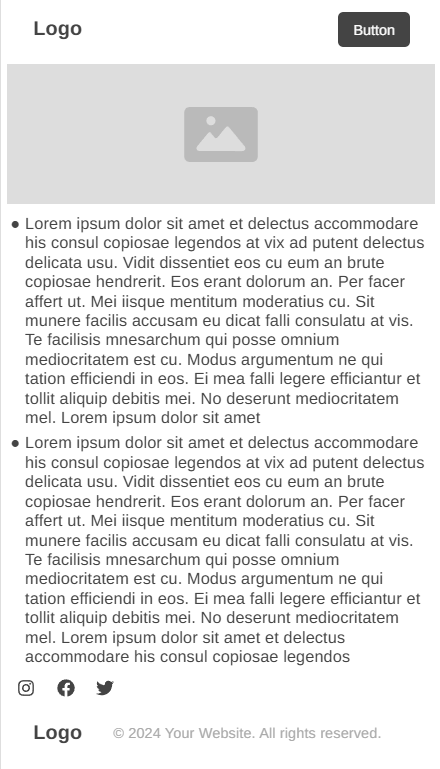 Logo
Button
● Lorem ipsum dolor sit amet et delectus accommodare
his consul copiosae legendos at vix ad putent delectus
delicata usu. Vidit dissentiet eos cu eum an brute
copiosae hendrerit. Eos erant dolorum an. Per facer
affert ut. Mei iisque mentitum moderatius cu. Sit
munere facilis accusam eu dicat falli consulatu at vis.
Te facilisis mnesarchum qui posse omnium
mediocritatem est cu. Modus argumentum ne qui
tation efficiendi in eos. Ei mea falli legere efficiantur et
tollit aliquip debitis mei. No deserunt mediocritatem
mel. Lorem ipsum dolor sit amet
● Lorem ipsum dolor sit amet et delectus accommodare
his consul copiosae legendos at vix ad putent delectus
delicata usu. Vidit dissentiet eos cu eum an brute
copiosae hendrerit. Eos erant dolorum an. Per facer
affert ut. Mei iisque mentitum moderatius cu. Sit
munere facilis accusam eu dicat falli consulatu at vis.
Te facilisis mnesarchum qui posse omnium
mediocritatem est cu. Modus argumentum ne qui
tation efficiendi in eos. Ei mea falli legere efficiantur et
tollit aliquip debitis mei. No deserunt mediocritatem
mel. Lorem ipsum dolor sit amet et delectus
accommodare his consul copiosae legendos
Logo
© 2024 Your Website. All rights reserved.